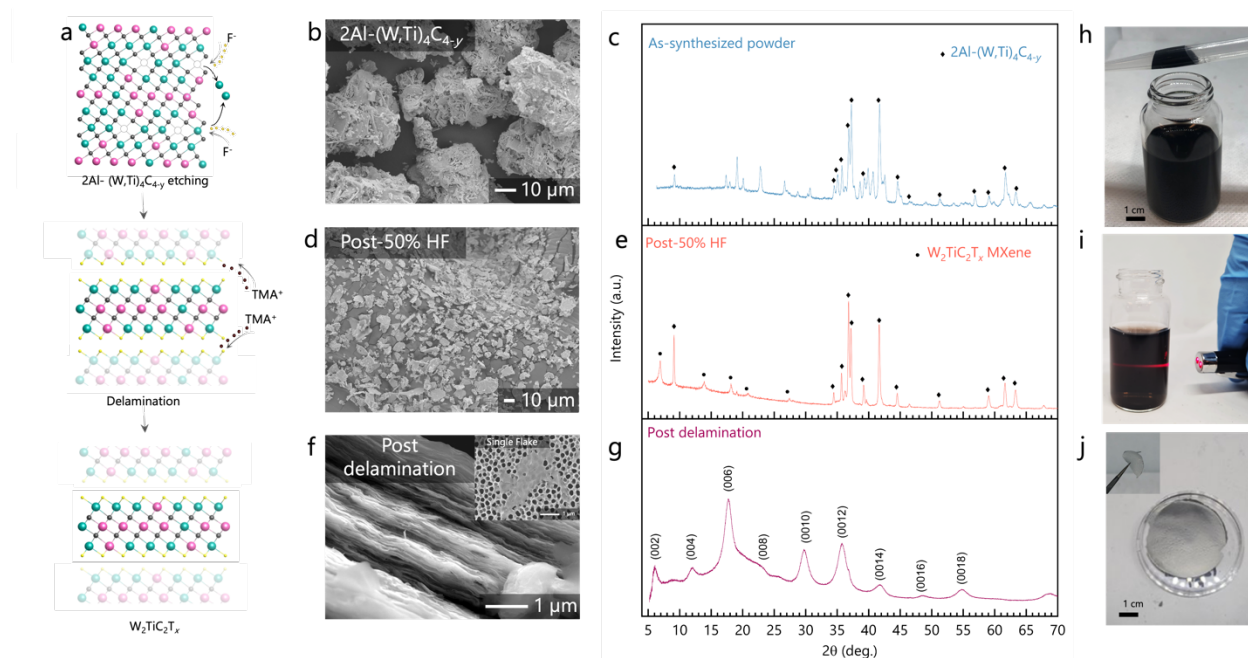 a
F⁻
F⁻
2Al- (W,Ti)₄C₄₋y etching
TMA⁺
TMA⁺
Delamination
W₂TiC₂Tₓ
b
2Al-(W,Ti)₄C₄₋y
10 µm
d
Post-50% HF
10 µm
f
Post
delamination
Single Flake
1 µm
1 µm
c
As-synthesized powder
♦ 2Al-(W,Ti)₄C₄₋y
e
Post-50% HF
• W₂TiC₂Tₓ MXene
g
Post delamination
(002)
(004)
(006)
(008)
(0010)
(0012)
(0014)
(0016)
(0018)
Intensity (a.u.)
5 10 15 20 25 30 35 40 45 50 55 60 65 70
2θ (deg.)
h
1 cm
i
j
1 cm